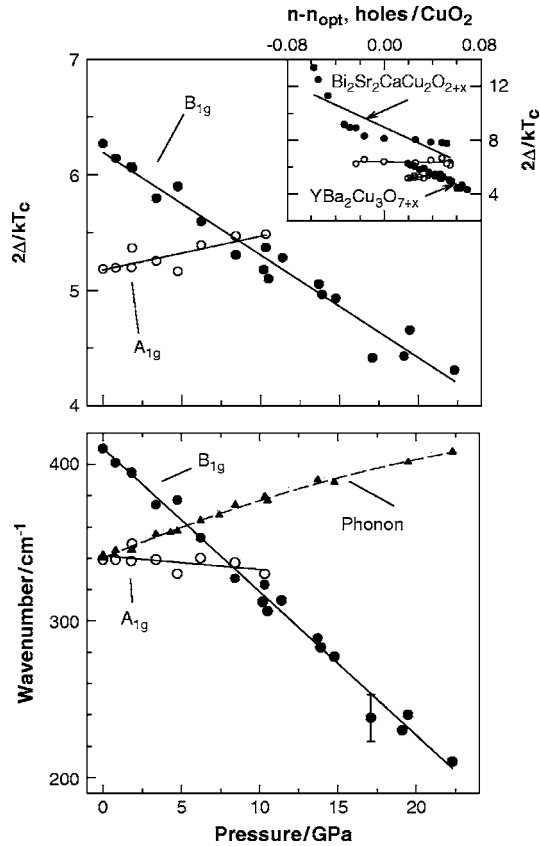 n-nopt, holes/CuO2
-0.08 0.00 0.08
7
6
5
4
2Δ/kTc
B1g
A1g
Bi2Sr2CaCu2O2+x
YBa2Cu3O7+x
12
8
4
2Δ/kTc
400
300
200
Wavenumber/cm-1
B1g
Phonon
A1g
0 5 10 15 20
Pressure/GPa